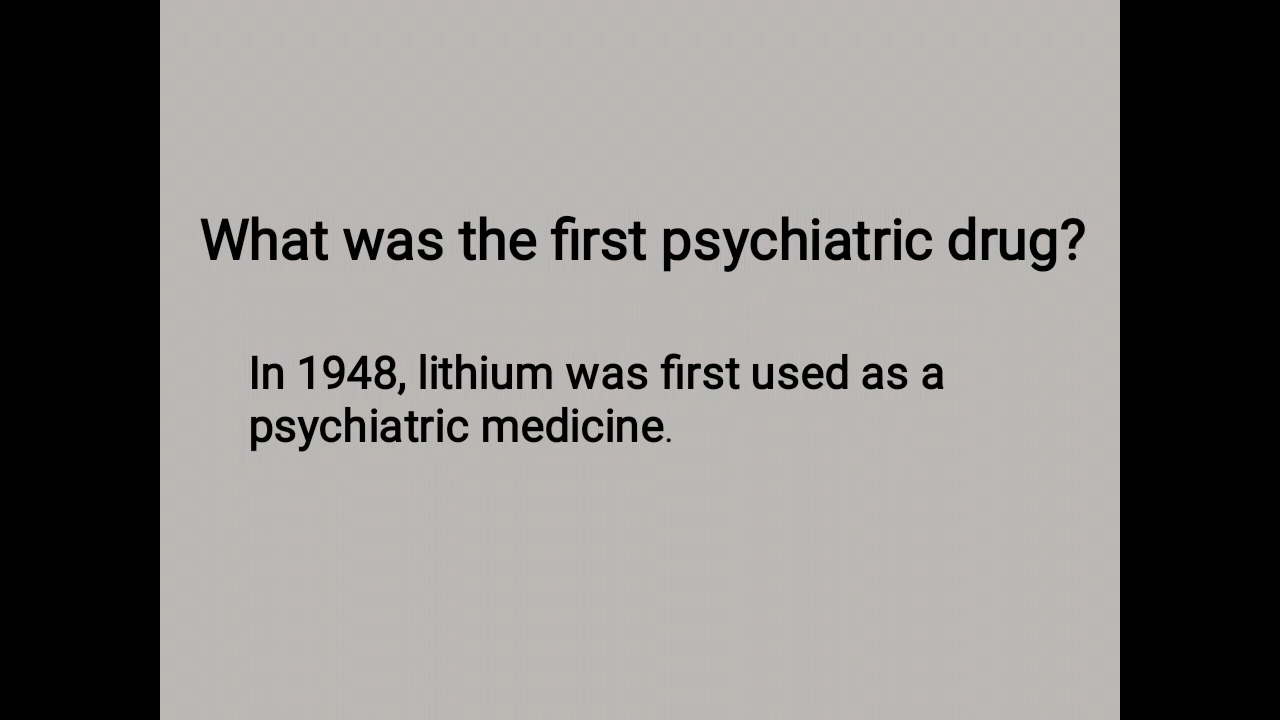 What was the first psychiatric drug?
In 1948, lithium was first used as a
psychiatric medicine.